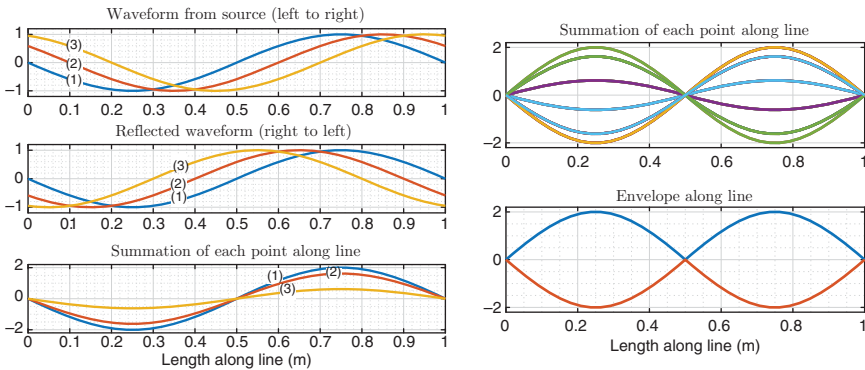 Waveform from source (left to right)
1
0
−1
(3)
(2)
(1)
0 0.1 0.2 0.3 0.4 0.5 0.6 0.7 0.8 0.9 1.0
Reflected waveform (right to left)
1
0
−1
(3)
(2)
(1)
0 0.1 0.2 0.3 0.4 0.5 0.6 0.7 0.8 0.9 1.0
Summation of each point along line
2
0
−2
(1)
(2)
(3)
0 0.1 0.2 0.3 0.4 0.5 0.6 0.7 0.8 0.9 1.0
Length along line (m)
Summation of each point along line
2
0
−2
0 0.2 0.4 0.6 0.8 1
Envelope along line
2
0
−2
0 0.2 0.4 0.6 0.8 1
Length along line (m)